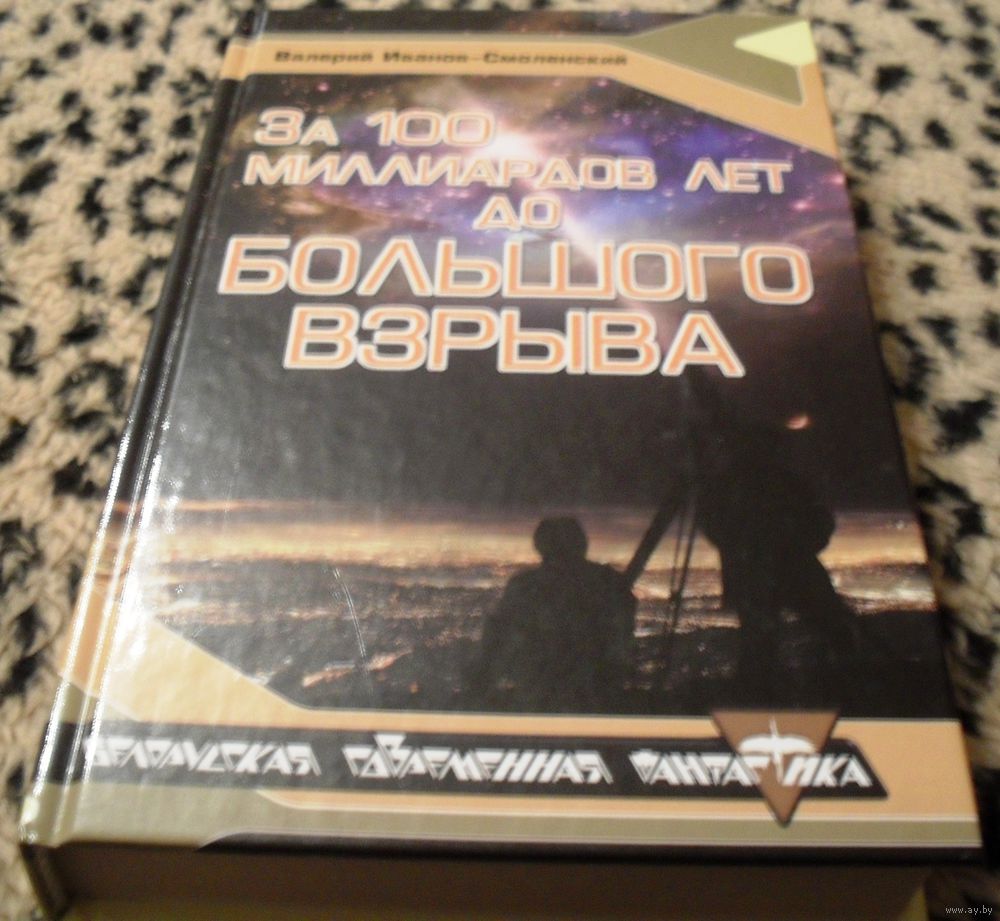 Валерий Иванов-Смоленский
За 100
миллиардов лет
до
Большого
взрыва
Белорусская современная фантастика
www.ay.by